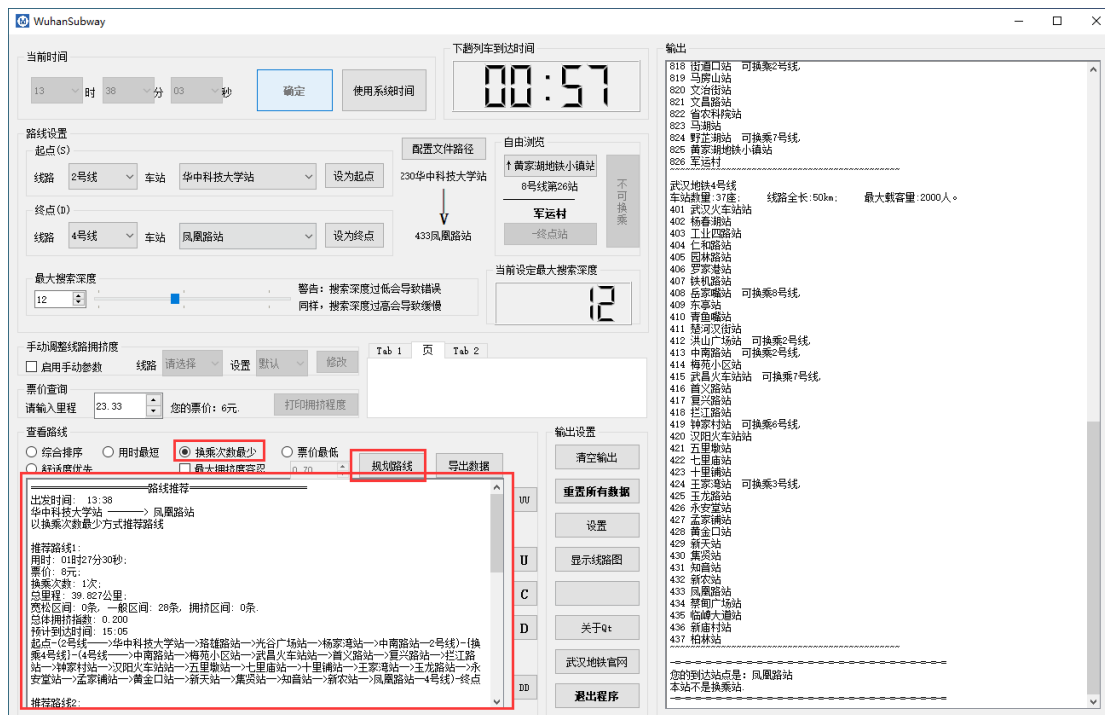 WuhanSubway
当前时间
13 时 38 分 03 秒
确定
使用系统时间
下趟列车到达时间
00:57
路线设置
起点(S)
线路 2号线 车站 华中科技大学站 设为起点
终点(D)
线路 4号线 车站 凤凰路站 设为终点
配置文件路径
230华中科技大学站
433凤凰路站
自由浏览
↑黄家湖地铁小镇站
8号线第26站
军运村
-终点站
不可换乘
最大搜索深度
12
警告: 搜索深度过低会导致错误
同样, 搜索深度过高会导致缓慢
当前设定最大搜索深度
12
手动调整线路拥挤度
启用手动参数 线路 请选择 设置 默认 修改
Tab 1 页 Tab 2
票价查询
请输入里程 23.33 您的票价: 6元. 打印拥挤程度
查看路线
综合排序 用时最短 换乘次数最少 票价最低
舒适度优先 最大拥挤度容忍 0.70 规划路线 导出数据
══════════路线推荐══════════
出发时间: 13:38
华中科技大学站 ————> 凤凰路站
以换乘次数最少方式推荐路线
推荐路线1:
用时: 01时27分30秒;
票价: 8元;
换乘次数: 1次;
总里程: 39.827公里;
宽松区间: 0条, 一般区间: 28条, 拥挤区间: 0条.
总体拥挤指数: 0.200
预计到达时间: 15:05
起点-(2号线——>华中科技大学站—>珞雄路站—>光谷广场站—>杨家湾站—>中南路站—2号线)-{换
乘4号线}-(4号线——>中南路站—>梅苑小区站—>武昌火车站站—>首义路站—>复兴路站—>拦江路
站—>钟家村站—>汉阳火车站站—>五里墩站—>七里庙站—>十里铺站—>王家湾站—>玉龙路站—>永
安堂站—>孟家铺站—>黄金口站—>新天站—>集贤站—>知音站—>新农站—>凤凰路站—4号线)-终点
推荐路线2:
W
U
C
D
DD
输出设置
清空输出
重置所有数据
设置
显示线路图
关于Qt
武汉地铁官网
退出程序
输出
818 街道口站 可换乘2号线,
819 马房山站
820 文治街站
821 文昌路站
822 省农科院站
823 马湖站
824 野芷湖站 可换乘7号线,
825 黄家湖地铁小镇站
826 军运村
~~~~~~~~~~~~~~~~~~~~~~~~~~~~~~~~~~~~~~
武汉地铁4号线
车站数量:37座; 线路全长:50km; 最大载客量:2000人。
401 武汉火车站站
402 杨春湖站
403 工业四路站
404 仁和路站
405 园林路站
406 罗家港站
407 铁机路站
408 岳家嘴站 可换乘8号线,
409 东亭站
410 青鱼嘴站
411 楚河汉街站
412 洪山广场站 可换乘2号线,
413 中南路站 可换乘2号线,
414 梅苑小区站
415 武昌火车站站 可换乘7号线,
416 首义路站
417 复兴路站
418 拦江路站
419 钟家村站 可换乘6号线,
420 汉阳火车站站
421 五里墩站
422 七里庙站
423 十里铺站
424 王家湾站 可换乘3号线,
425 玉龙路站
426 永安堂站
427 孟家铺站
428 黄金口站
429 新天站
430 集贤站
431 知音站
432 新农站
433 凤凰路站
434 蔡甸广场站
435 临嶂大道站
436 新庙村站
437 柏林站
~~~~~~~~~~~~~~~~~~~~~~~~~~~~~~~~~~~~~~
-=-=-=-=-=-=-=-=-=-=-=-=-=-=-=-=-=-=-=
您的到达站点是: 凤凰路站
本站不是换乘站.
-=-=-=-=-=-=-=-=-=-=-=-=-=-=-=-=-=-=-=